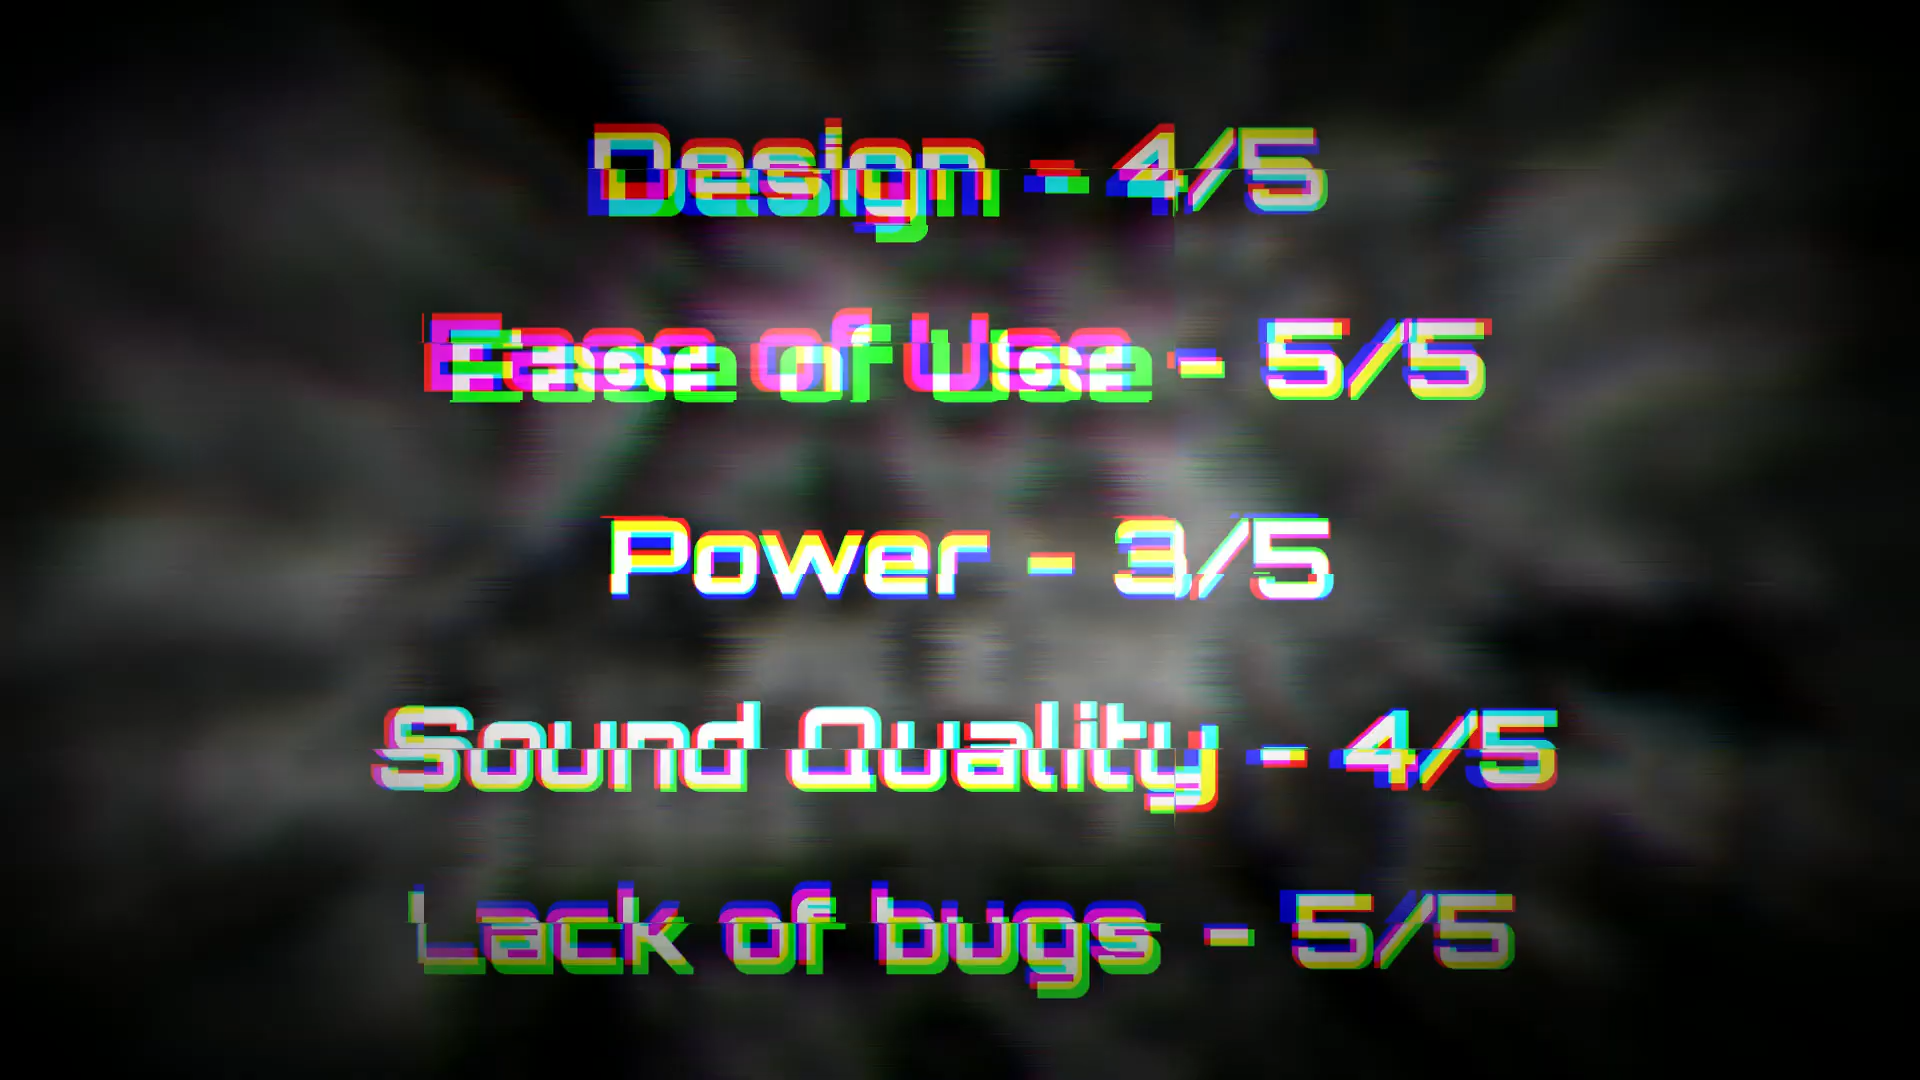 Design - 4/5
Ease of Use - 5/5
Power - 3/5
Sound Quality - 4/5
Lack of bugs - 5/5